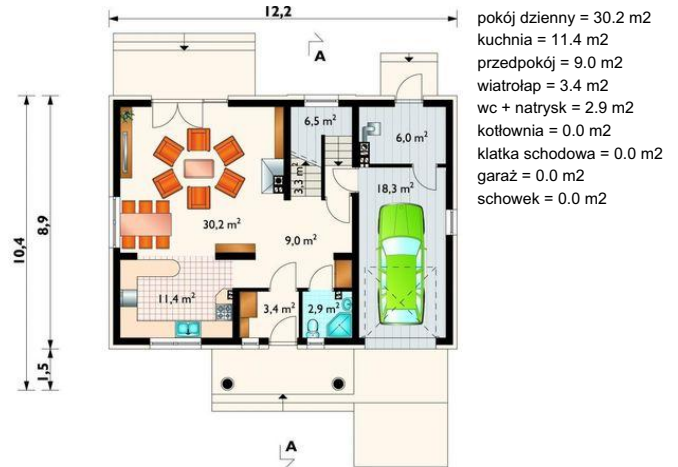 12,2
A
6,5 m²
6,0 m²
3,3 m²
18,3 m²
30,2 m²
9,0 m²
11,4 m²
3,4 m²
2,9 m²
10,4
8,9
1,5
A
pokój dzienny = 30.2 m2
kuchnia = 11.4 m2
przedpokój = 9.0 m2
wiatrołap = 3.4 m2
wc + natrysk = 2.9 m2
kotłownia = 0.0 m2
klatka schodowa = 0.0 m2
garaż = 0.0 m2
schowek = 0.0 m2